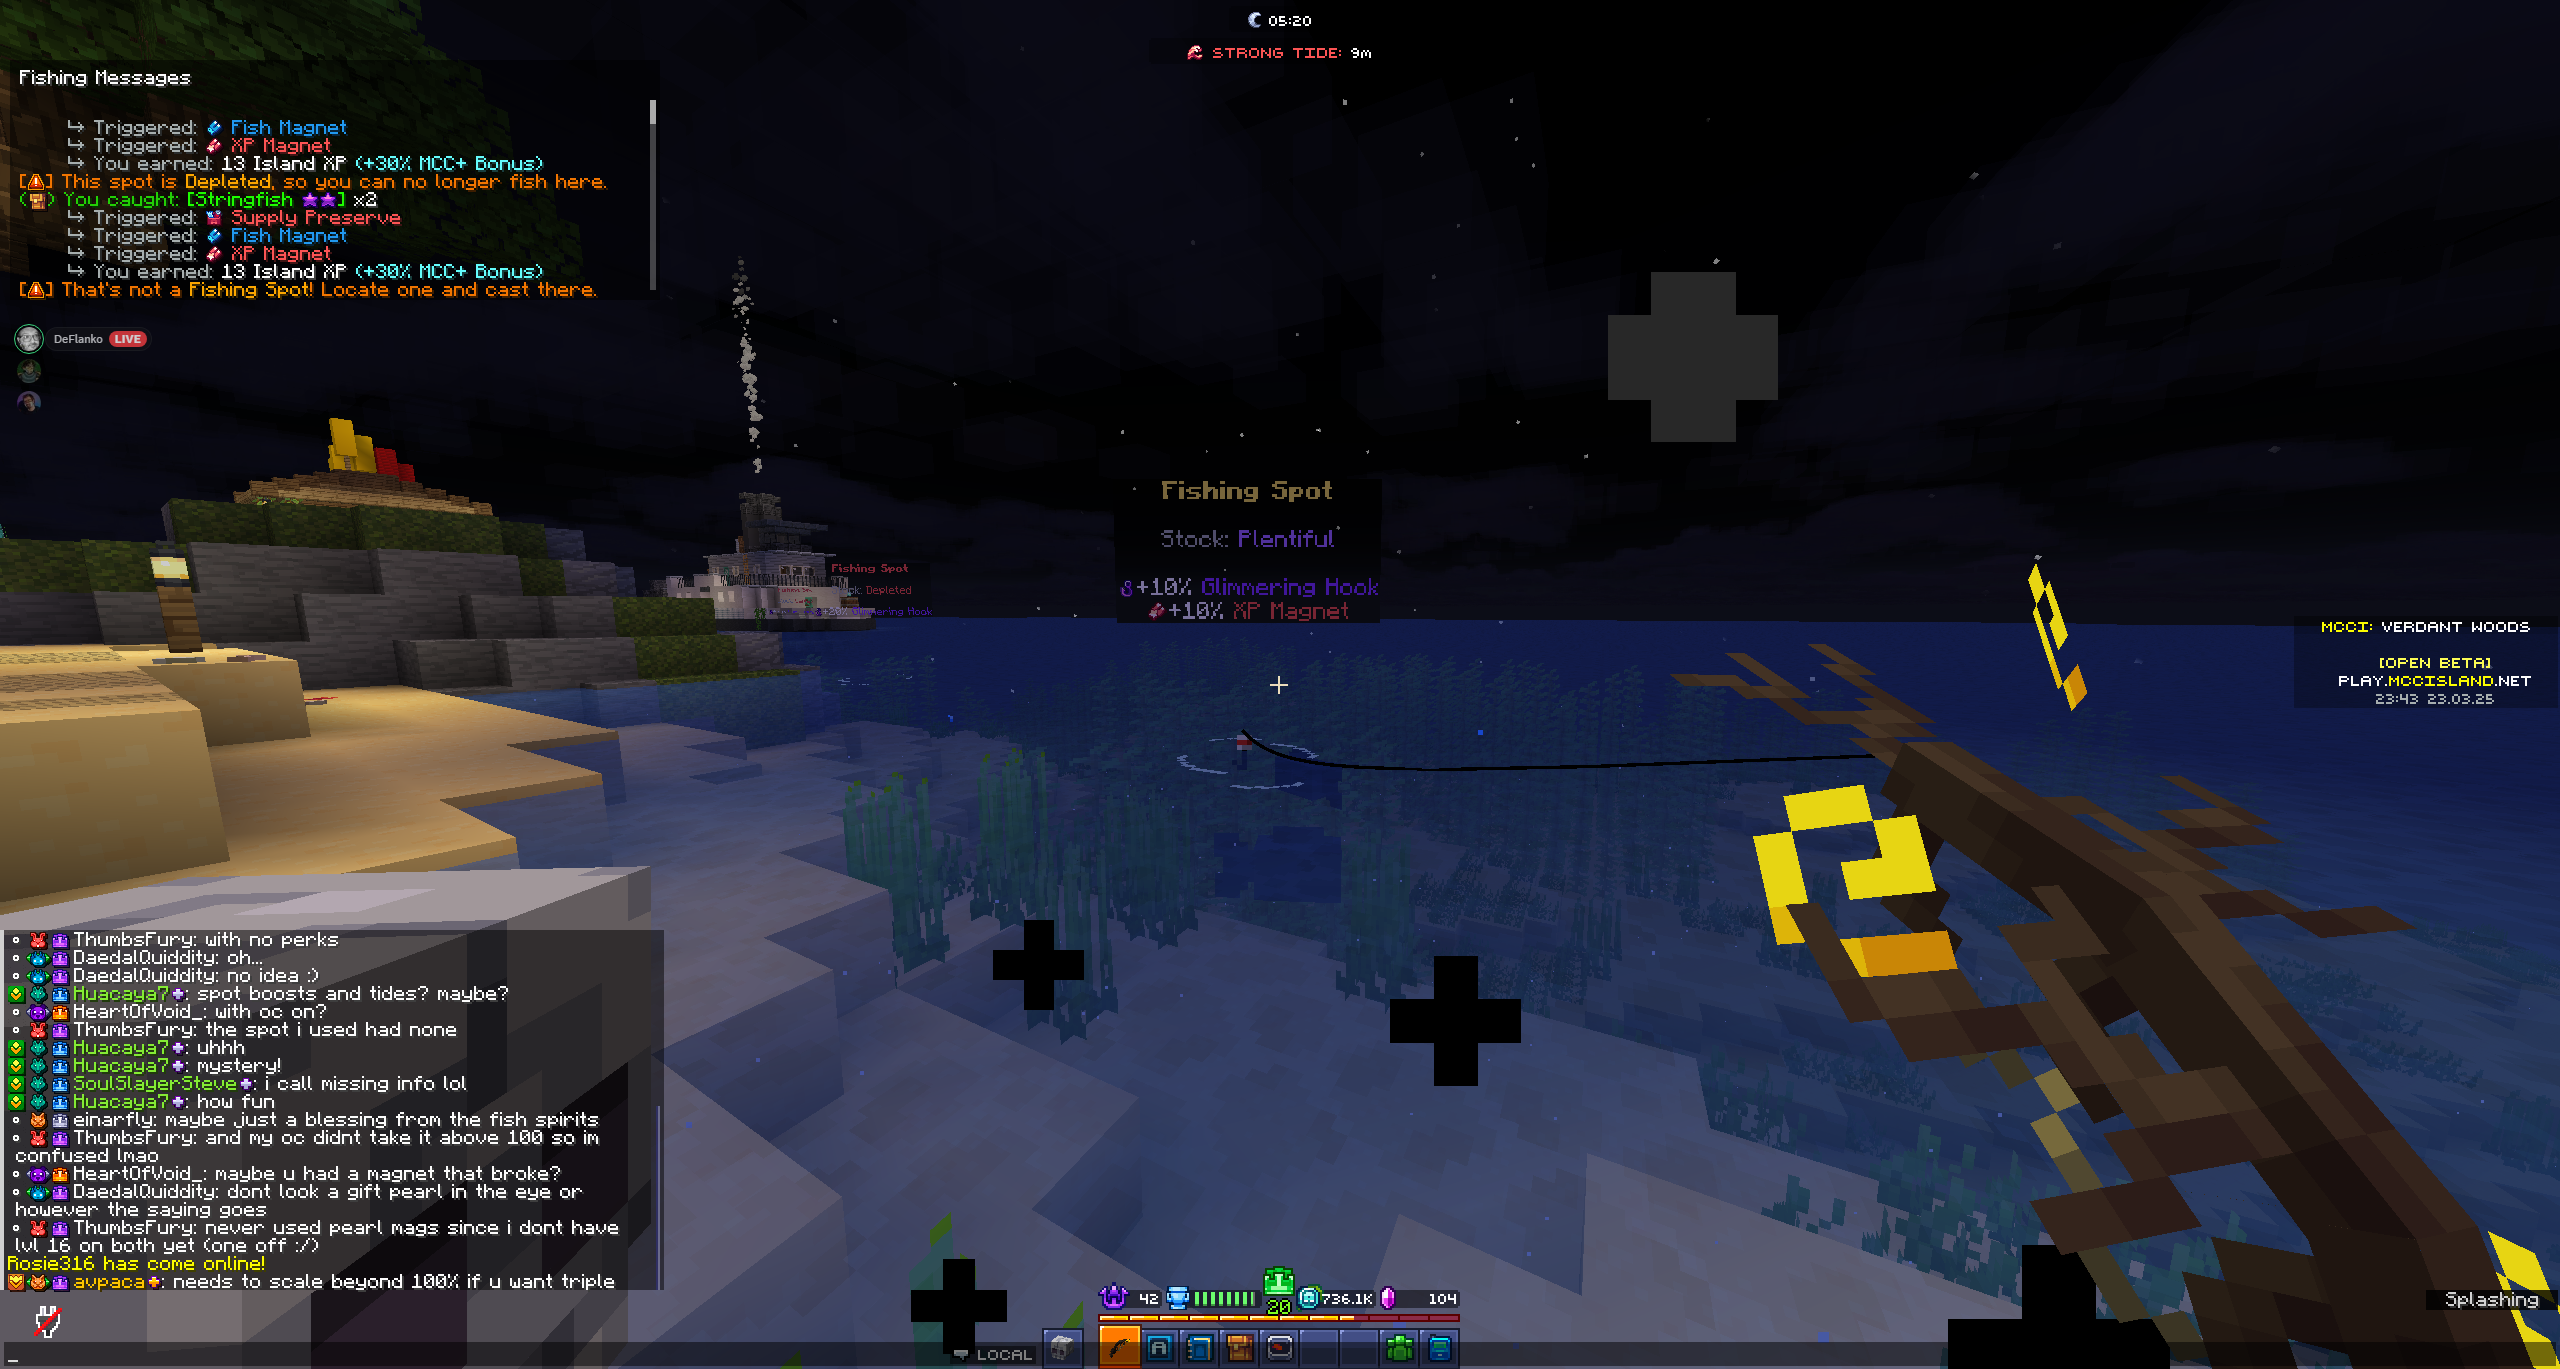 05:20
STRONG TIDE: 9m
Fishing Messages
↳ Triggered: Fish Magnet
↳ Triggered: XP Magnet
↳ You earned: 13 Island XP (+30% MCC+ Bonus)
[⚠] This spot is Depleted, so you can no longer fish here.
( ) You caught: [Stringfish ★★] x2
↳ Triggered: Supply Preserve
↳ Triggered: Fish Magnet
↳ Triggered: XP Magnet
↳ You earned: 13 Island XP (+30% MCC+ Bonus)
[⚠] That's not a Fishing Spot! Locate one and cast there.
DeFlanko LIVE
Fishing Spot
Stock: Plentiful
+10% Glimmering Hook
+10% XP Magnet
Fishing Spot
Depleted
Hook
MCCI: VERDANT WOODS
[OPEN BETA]
PLAY.MCCISLAND.NET
23:43 23.03.25
ThumbsFury: with no perks
DaedalQuiddity: oh...
DaedalQuiddity: no idea :)
Huacaya7: spot boosts and tides? maybe?
HeartOfVoid_: with oc on?
ThumbsFury: the spot i used had none
Huacaya7: uhhh
Huacaya7: mystery!
SoulSlayerSteve: i call missing info lol
Huacaya7: how fun
einarfly: maybe just a blessing from the fish spirits
ThumbsFury: and my oc didnt take it above 100 so im
confused lmao
HeartOfVoid_: maybe u had a magnet that broke?
DaedalQuiddity: dont look a gift pearl in the eye or
however the saying goes
ThumbsFury: never used pearl mags since i dont have
lvl 16 on both yet (one off :/)
Rosie316 has come online!
avpaca: needs to scale beyond 100% if u want triple
42 20 736.1K 104
Splashing
LOCAL